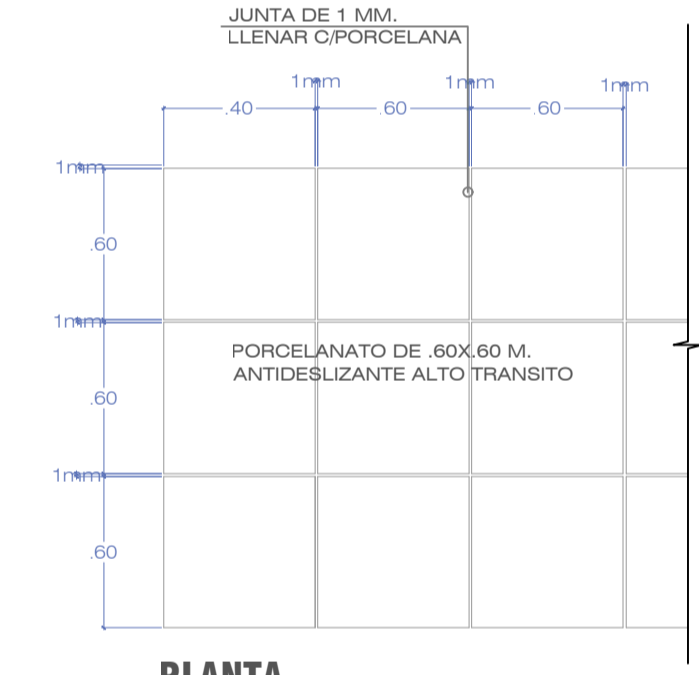 JUNTA DE 1 MM.
LLENAR C/PORCELANA
1mm 1mm 1mm
.40 .60 .60
1mm
.60
1mm
PORCELANATO DE .60X.60 M.
ANTIDESLIZANTE ALTO TRANSITO
.60
1mm
.60
PLANTA